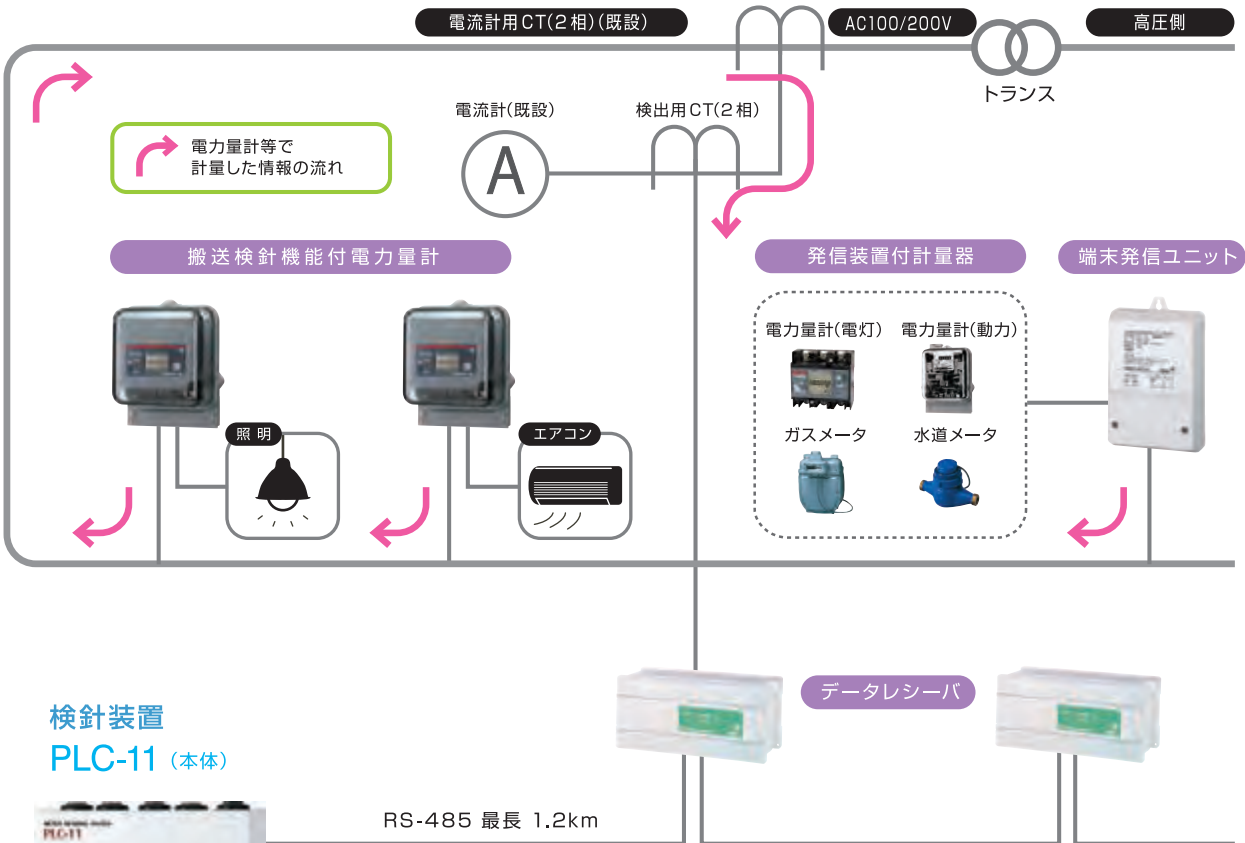 電流計用CT(2相)(既設)
AC100/200V
高圧側
トランス
電流計(既設)
検出用CT(2相)
A
電力量計等で
計量した情報の流れ
搬送検針機能付電力量計
発信装置付計量器
端末発信ユニット
電力量計(電灯)
電力量計(動力)
照明
エアコン
ガスメータ
水道メータ
データレシーバ
検針装置
PLC-11(本体)
PLC-11
RS-485 最長 1.2km